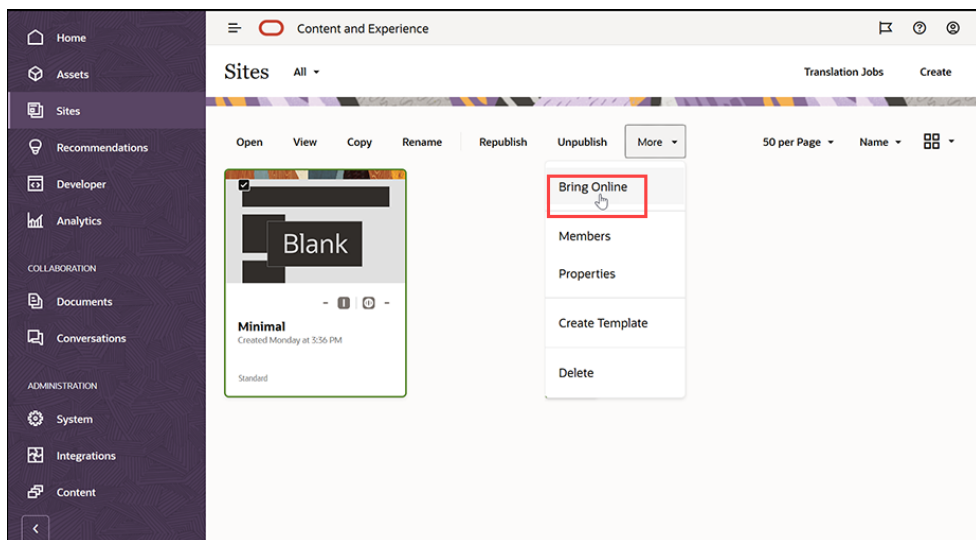 Content and Experience
Home
Assets
Sites
Recommendations
Developer
Analytics
COLLABORATION
Documents
Conversations
ADMINISTRATION
System
Integrations
Content
Sites All
Translation Jobs Create
Open View Copy Rename Republish Unpublish More 50 per Page Name
Blank
Minimal
Created Monday at 3:36 PM
Standard
Bring Online
Members
Properties
Create Template
Delete